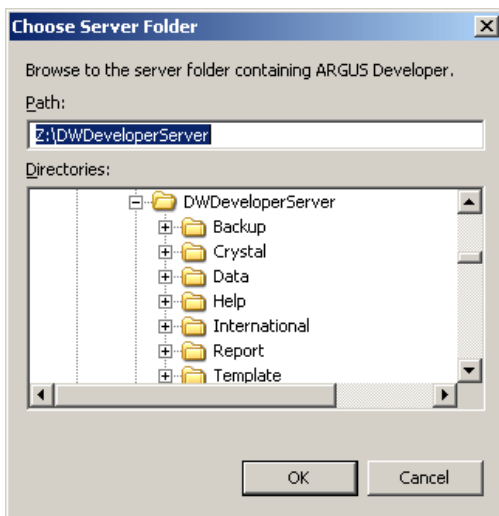 Choose Server Folder
Browse to the server folder containing ARGUS Developer.
Path:
Z:\DWDeveloperServer
Directories:
DWDeveloperServer
Backup
Crystal
Data
Help
International
Report
Template
OK Cancel